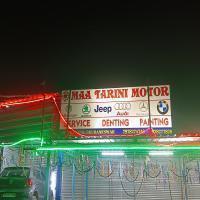 MAA TARINI MOTOR
Jeep Audi
SERVICE DENTING PAINTING